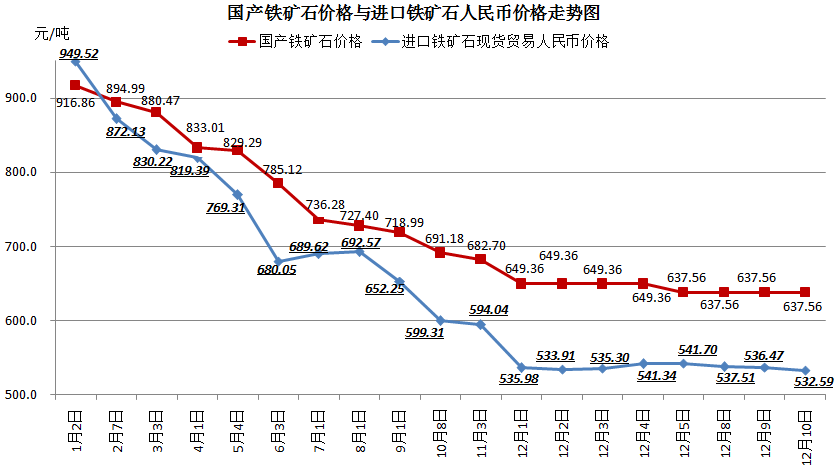 国产铁矿石价格与进口铁矿石人民币价格走势图
元/吨
国产铁矿石价格 进口铁矿石现货贸易人民币价格
949.52
916.86
894.99
872.13
880.47
830.22
833.01
819.39
829.29
769.31
785.12
680.05
736.28
689.62
727.40
692.57
718.99
652.25
691.18
599.31
682.70
594.04
649.36
535.98
649.36
533.91
649.36
535.30
649.36
541.34
637.56
541.70
637.56
537.51
637.56
536.47
637.56
532.59
900.0
800.0
700.0
600.0
500.0
1月2日
2月7日
3月3日
4月1日
5月4日
6月3日
7月1日
8月1日
9月1日
10月8日
11月3日
12月1日
12月2日
12月3日
12月4日
12月5日
12月8日
12月9日
12月10日